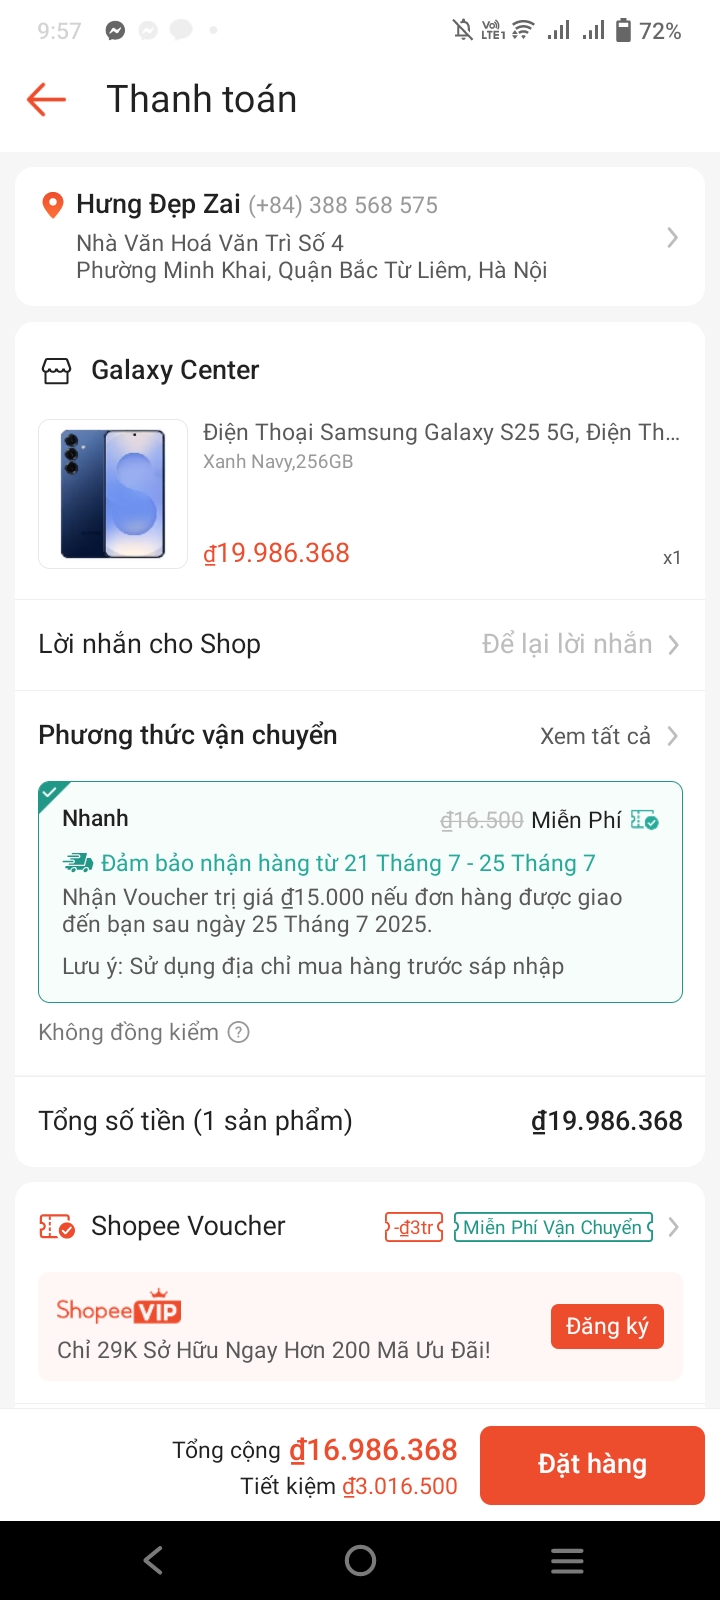 9:57
Vo))
LTE1
72%
Thanh toán
Hưng Đẹp Zai (+84) 388 568 575
Nhà Văn Hoá Văn Trì Số 4
Phường Minh Khai, Quận Bắc Từ Liêm, Hà Nội
Galaxy Center
Điện Thoại Samsung Galaxy S25 5G, Điện Th...
Xanh Navy,256GB
₫19.986.368
x1
Lời nhắn cho Shop Để lại lời nhắn
Phương thức vận chuyển Xem tất cả
Nhanh ₫16.500 Miễn Phí
Đảm bảo nhận hàng từ 21 Tháng 7 - 25 Tháng 7
Nhận Voucher trị giá ₫15.000 nếu đơn hàng được giao
đến bạn sau ngày 25 Tháng 7 2025.
Lưu ý: Sử dụng địa chỉ mua hàng trước sáp nhập
Không đồng kiểm ?
Tổng số tiền (1 sản phẩm) ₫19.986.368
Shopee Voucher -₫3tr Miễn Phí Vận Chuyển
Shopee VIP
Chỉ 29K Sở Hữu Ngay Hơn 200 Mã Ưu Đãi!
Đăng ký
Tổng cộng ₫16.986.368
Tiết kiệm ₫3.016.500
Đặt hàng